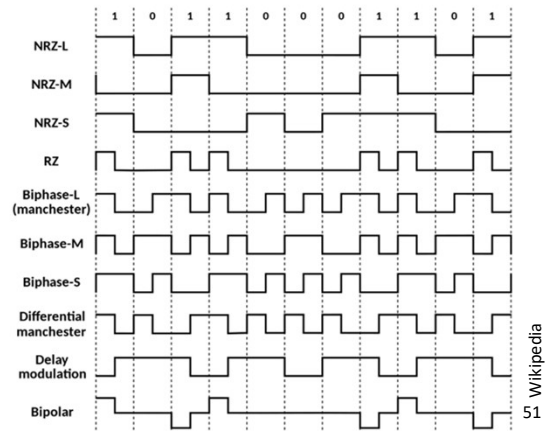 1 0 1 1 0 0 0 1 1 0 1
NRZ-L
NRZ-M
NRZ-S
RZ
Biphase-L
(manchester)
Biphase-M
Biphase-S
Differential
manchester
Delay
modulation
Bipolar
51
Wikipedia